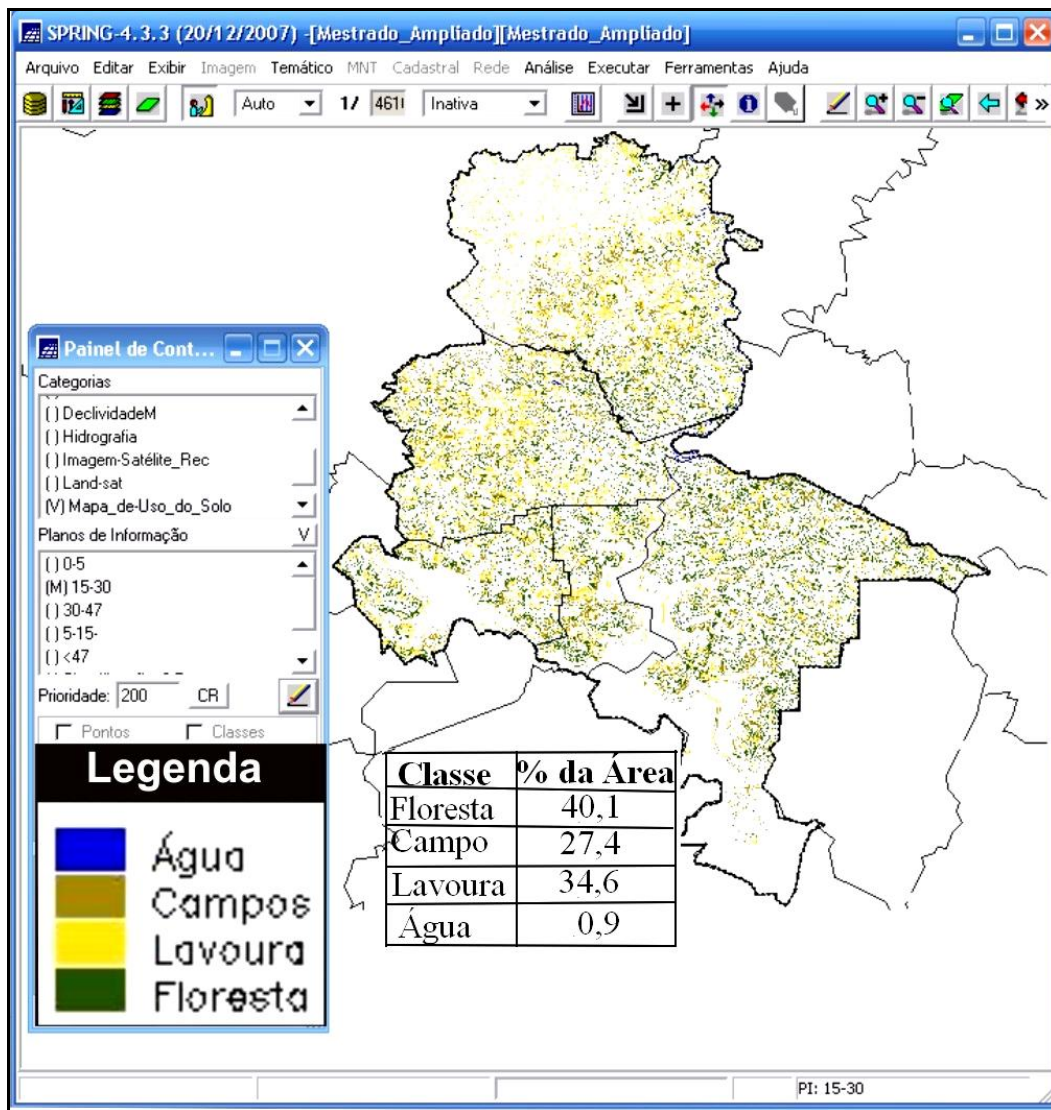 SPRING-4.3.3 (20/12/2007) -[Mestrado_Ampliado][Mestrado_Ampliado]
Arquivo Editar Exibir Imagem Temático MNT Cadastral Rede Análise Executar Ferramentas Ajuda
Auto 1/ Inativa »
Painel de Cont...
Categorias
( ) DeclividadeM
( ) Hidrografia
( ) Imagem-Satélite_Rec
( ) Land-sat
(V) Mapa_de-Uso_do_Solo
Planos de Informação V
( ) 0-5
(M) 15-30
( ) 30-47
( ) 5-15-
( ) <47
Prioridade: 200 CR
Pontos Classes
Legenda
Água
Campos
Lavoura
Floresta
Classe % da Área
Floresta 40,1
Campo 27,4
Lavoura 34,6
Água 0,9
PI: 15-30